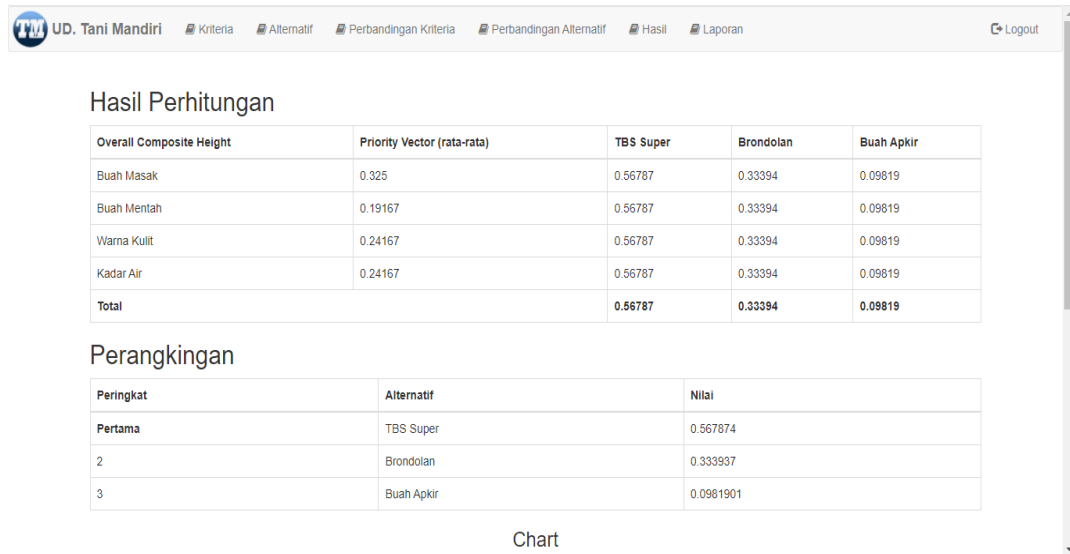 TM UD. Tani Mandiri Kriteria Alternatif Perbandingan Kriteria Perbandingan Alternatif Hasil Laporan Logout
Hasil Perhitungan
Overall Composite Height Priority Vector (rata-rata) TBS Super Brondolan Buah Apkir
Buah Masak 0.325 0.56787 0.33394 0.09819
Buah Mentah 0.19167 0.56787 0.33394 0.09819
Warna Kulit 0.24167 0.56787 0.33394 0.09819
Kadar Air 0.24167 0.56787 0.33394 0.09819
Total 0.56787 0.33394 0.09819
Perangkingan
Peringkat Alternatif Nilai
Pertama TBS Super 0.567874
2 Brondolan 0.333937
3 Buah Apkir 0.0981901
Chart